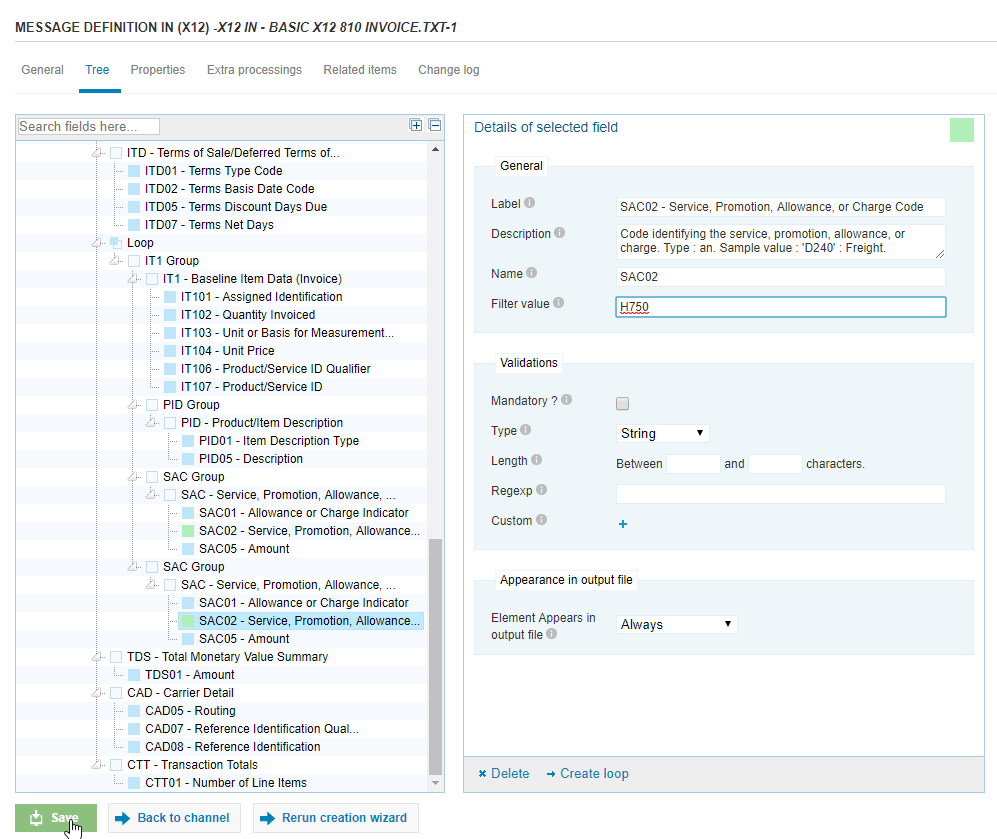 MESSAGE DEFINITION IN (X12) -X12 IN - BASIC X12 810 INVOICE.TXT-1
General Tree Properties Extra processings Related items Change log
Search fields here...
ITD - Terms of Sale/Deferred Terms of...
ITD01 - Terms Type Code
ITD02 - Terms Basis Date Code
ITD05 - Terms Discount Days Due
ITD07 - Terms Net Days
Loop
IT1 Group
IT1 - Baseline Item Data (Invoice)
IT101 - Assigned Identification
IT102 - Quantity Invoiced
IT103 - Unit or Basis for Measurement...
IT104 - Unit Price
IT106 - Product/Service ID Qualifier
IT107 - Product/Service ID
PID Group
PID - Product/Item Description
PID01 - Item Description Type
PID05 - Description
SAC Group
SAC - Service, Promotion, Allowance, ...
SAC01 - Allowance or Charge Indicator
SAC02 - Service, Promotion, Allowance...
SAC05 - Amount
SAC Group
SAC - Service, Promotion, Allowance, ...
SAC01 - Allowance or Charge Indicator
SAC02 - Service, Promotion, Allowance...
SAC05 - Amount
TDS - Total Monetary Value Summary
TDS01 - Amount
CAD - Carrier Detail
CAD05 - Routing
CAD07 - Reference Identification Qual...
CAD08 - Reference Identification
CTT - Transaction Totals
CTT01 - Number of Line Items
Details of selected field
General
Label SAC02 - Service, Promotion, Allowance, or Charge Code
Description Code identifying the service, promotion, allowance, or
charge. Type : an. Sample value : 'D240' : Freight.
Name SAC02
Filter value H750
Validations
Mandatory ?
Type String
Length Between and characters.
Regexp
Custom +
Appearance in output file
Element Appears in
output file Always
Delete Create loop
Save Back to channel Rerun creation wizard